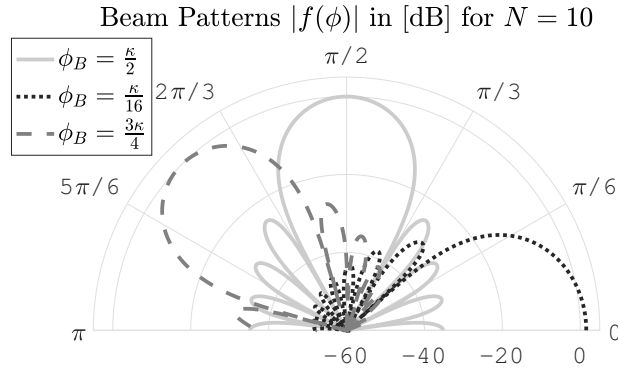 Beam Patterns |f(ϕ)| in [dB] for N = 10
ϕ_B = κ/2
ϕ_B = κ/16
ϕ_B = 3κ/4
π/2
2π/3
π/3
5π/6
π/6
π
0
-60
-40
-20
0